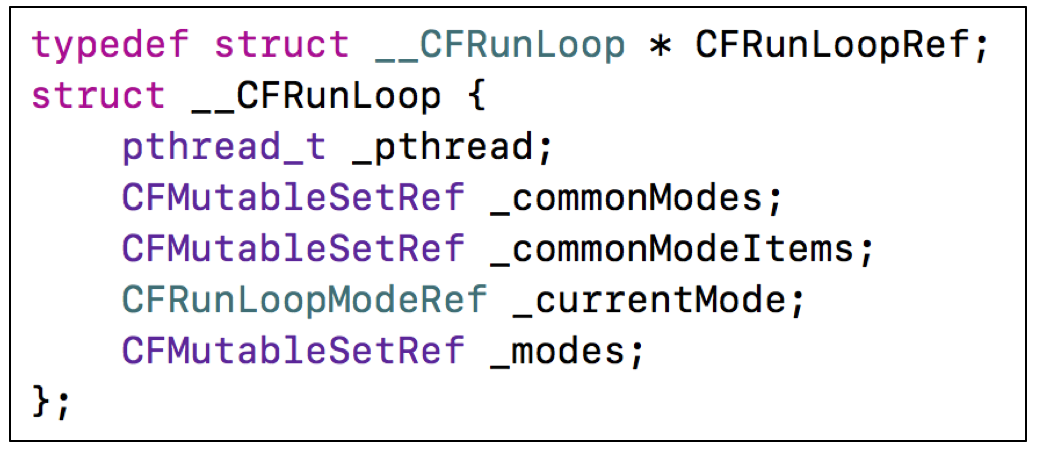 typedef struct __CFRunLoop * CFRunLoopRef;
struct __CFRunLoop {
    pthread_t _pthread;
    CFMutableSetRef _commonModes;
    CFMutableSetRef _commonModeItems;
    CFRunLoopModeRef _currentMode;
    CFMutableSetRef _modes;
};